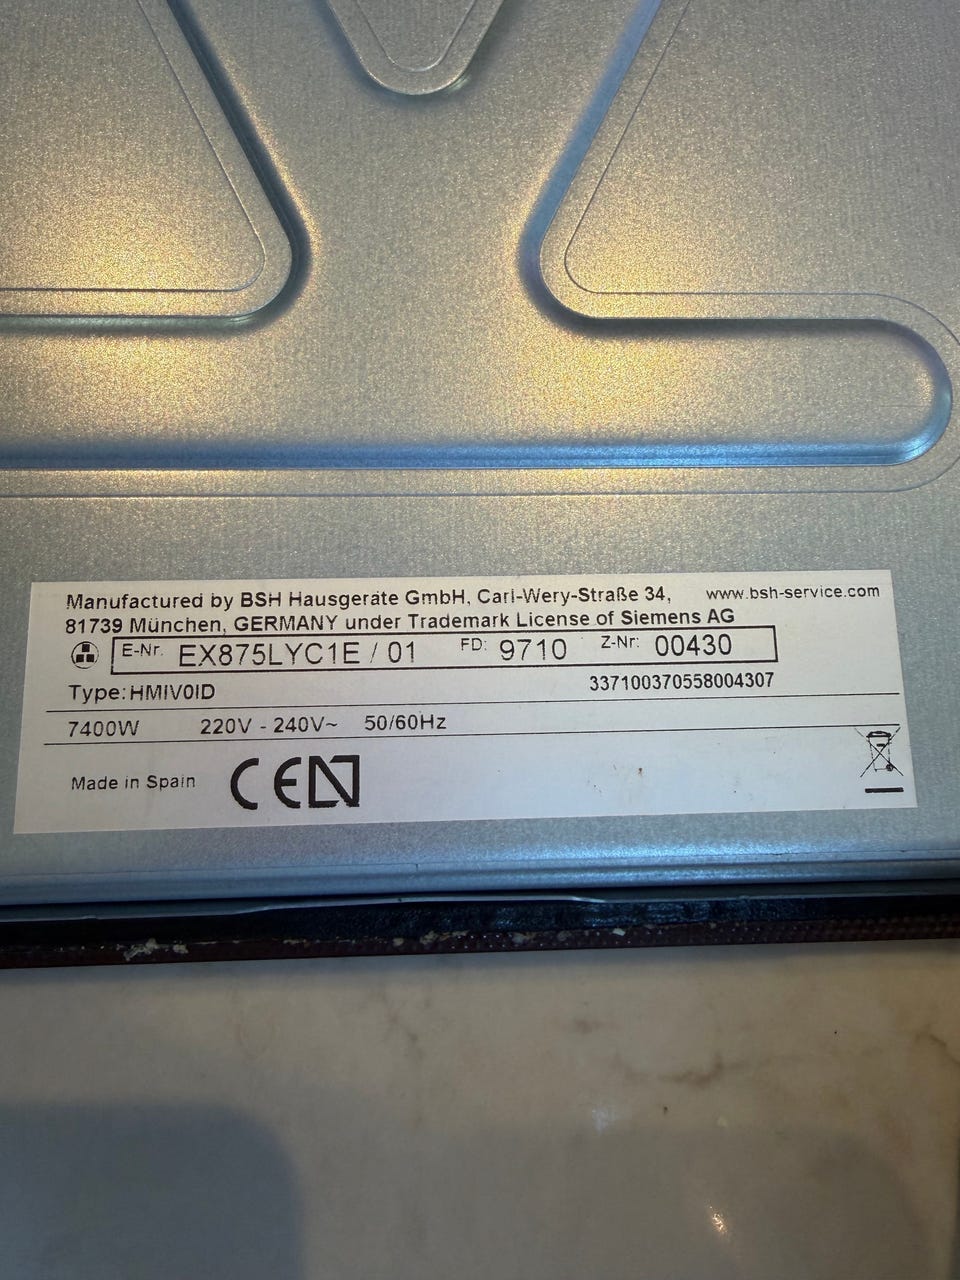 Manufactured by BSH Hausgeräte GmbH, Carl-Wery-Straße 34, www.bsh-service.com
81739 München, GERMANY under Trademark License of Siemens AG
E-Nr. EX875LYC1E / 01 FD: 9710 Z-Nr: 00430
Type: HMIV0ID 337100370558004307
7400W 220V - 240V~ 50/60Hz
Made in Spain CE